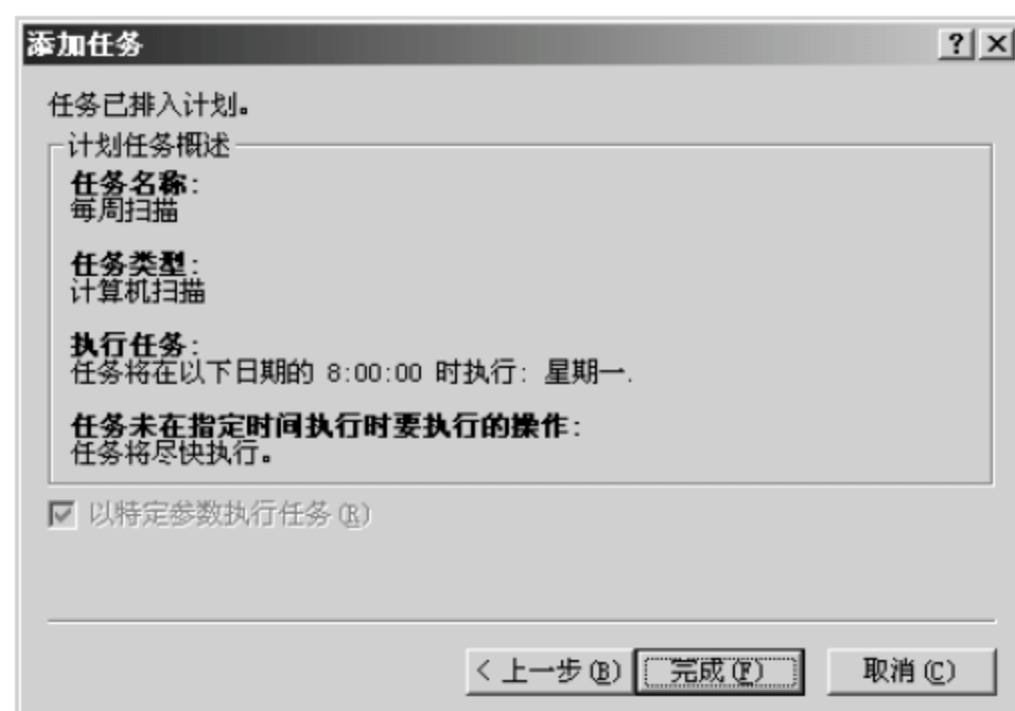 添加任务
任务已排入计划。
计划任务概述
任务名称:
每周扫描
任务类型:
计算机扫描
执行任务:
任务将在以下日期的 8:00:00 时执行: 星期一.
任务未在指定时间执行时要执行的操作:
任务将尽快执行。
以特定参数执行任务(R)
< 上一步(B) 完成(F) 取消(C)